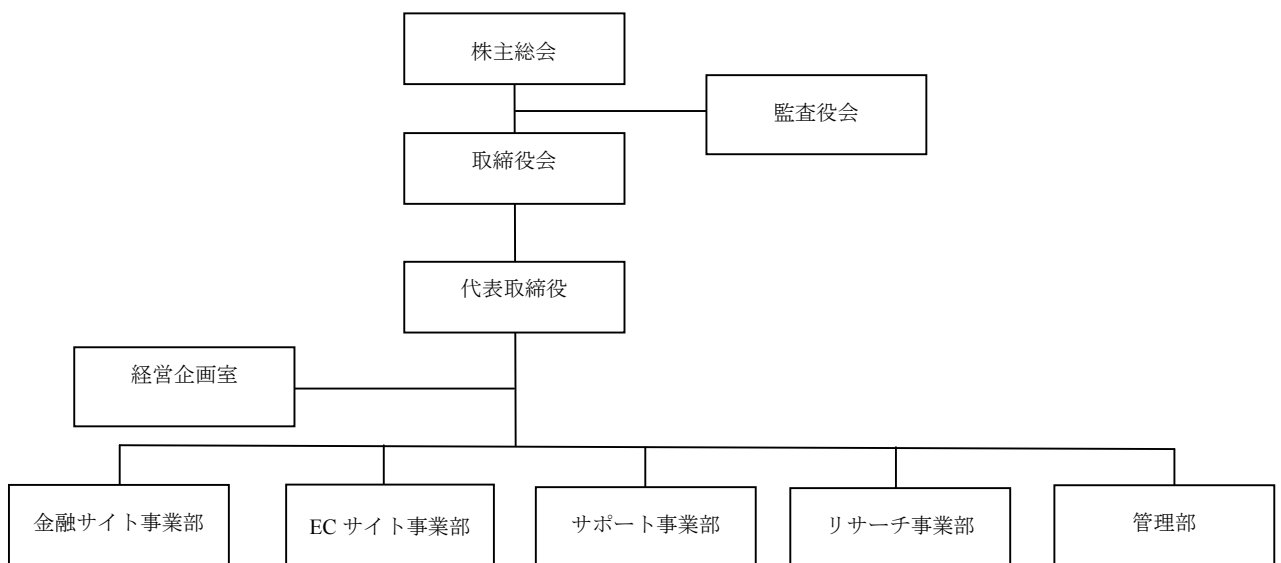 株主総会
監査役会
取締役会
代表取締役
経営企画室
金融サイト事業部
EC サイト事業部
サポート事業部
リサーチ事業部
管理部